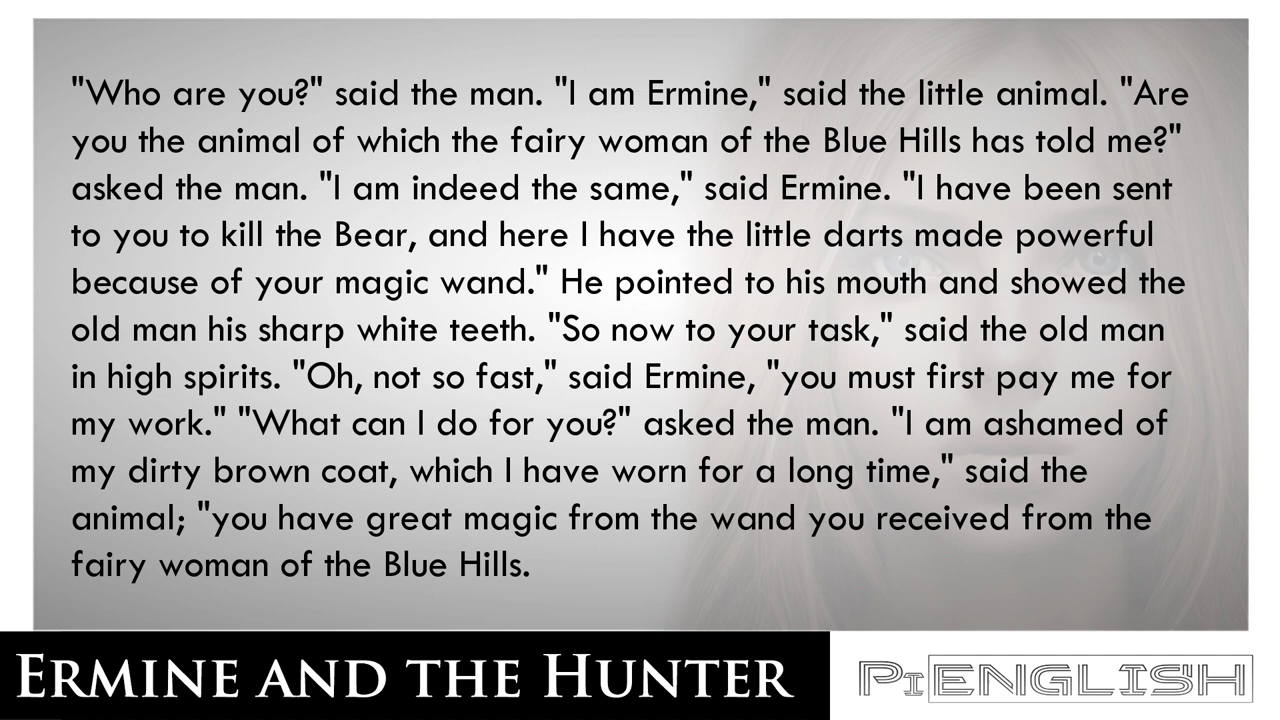 "Who are you?" said the man. "I am Ermine," said the little animal. "Are
you the animal of which the fairy woman of the Blue Hills has told me?"
asked the man. "I am indeed the same," said Ermine. "I have been sent
to you to kill the Bear, and here I have the little darts made powerful
because of your magic wand." He pointed to his mouth and showed the
old man his sharp white teeth. "So now to your task," said the old man
in high spirits. "Oh, not so fast," said Ermine, "you must first pay me for
my work." "What can I do for you?" asked the man. "I am ashamed of
my dirty brown coat, which I have worn for a long time," said the
animal; "you have great magic from the wand you received from the
fairy woman of the Blue Hills.
ERMINE AND THE HUNTER
PIENGLISH